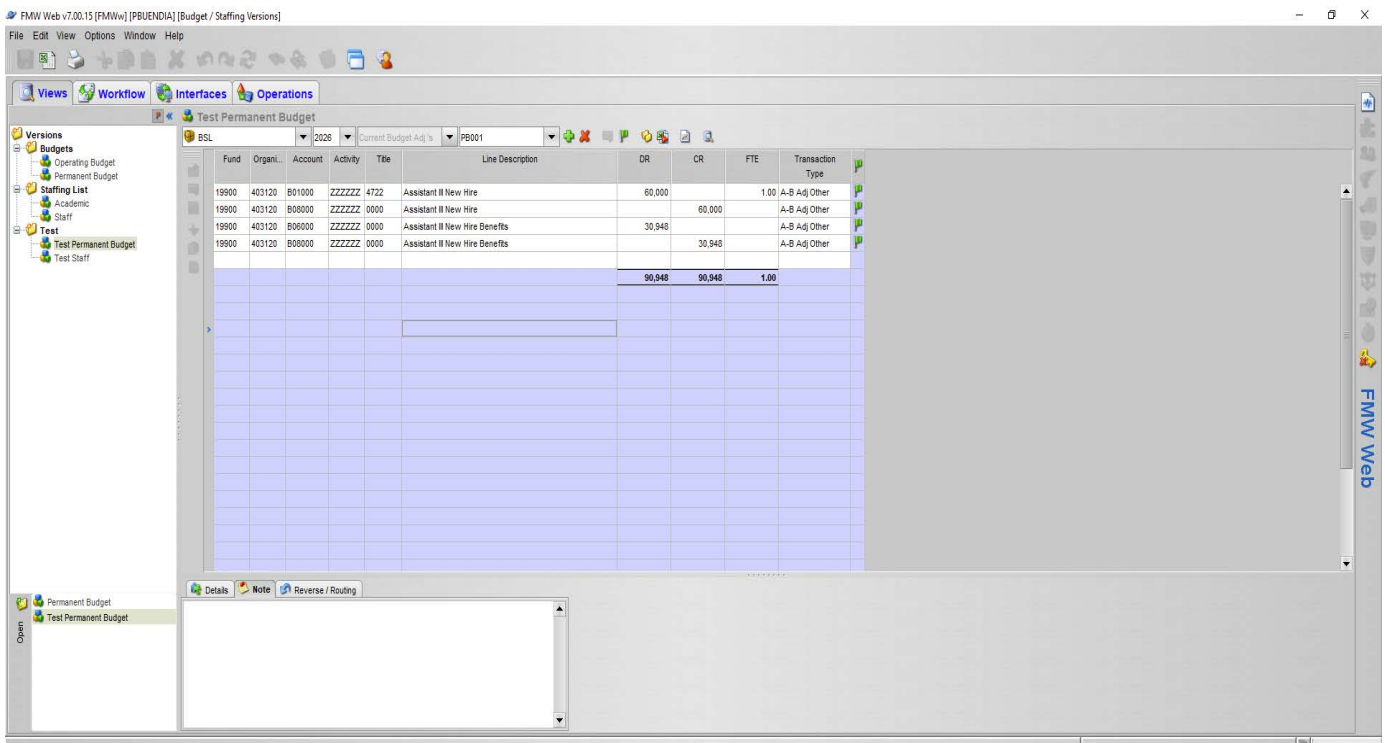 FMW Web v7.00.15 [FMWw] [PBUENDIA] [Budget / Staffing Versions]
File Edit View Options Window Help
Views Workflow Interfaces Operations
Test Permanent Budget
Versions
Budgets
Operating Budget
Permanent Budget
Staffing List
Academic
Staff
Test
Test Permanent Budget
Test Staff
BSL 2026 Current Budget Adj 's PB001
Fund Organi... Account Activity Title Line Description DR CR FTE Transaction Type
19900 403120 B01000 ZZZZZZ 4722 Assistant III New Hire 60,000 1.00 A-B Adj Other
19900 403120 B08000 ZZZZZZ 0000 Assistant III New Hire 60,000 A-B Adj Other
19900 403120 B06000 ZZZZZZ 0000 Assistant III New Hire Benefits 30,948 A-B Adj Other
19900 403120 B08000 ZZZZZZ 0000 Assistant III New Hire Benefits 30,948 A-B Adj Other
90,948 90,948 1.00
FMW Web
Details Note Reverse / Routing
Open
Permanent Budget
Test Permanent Budget